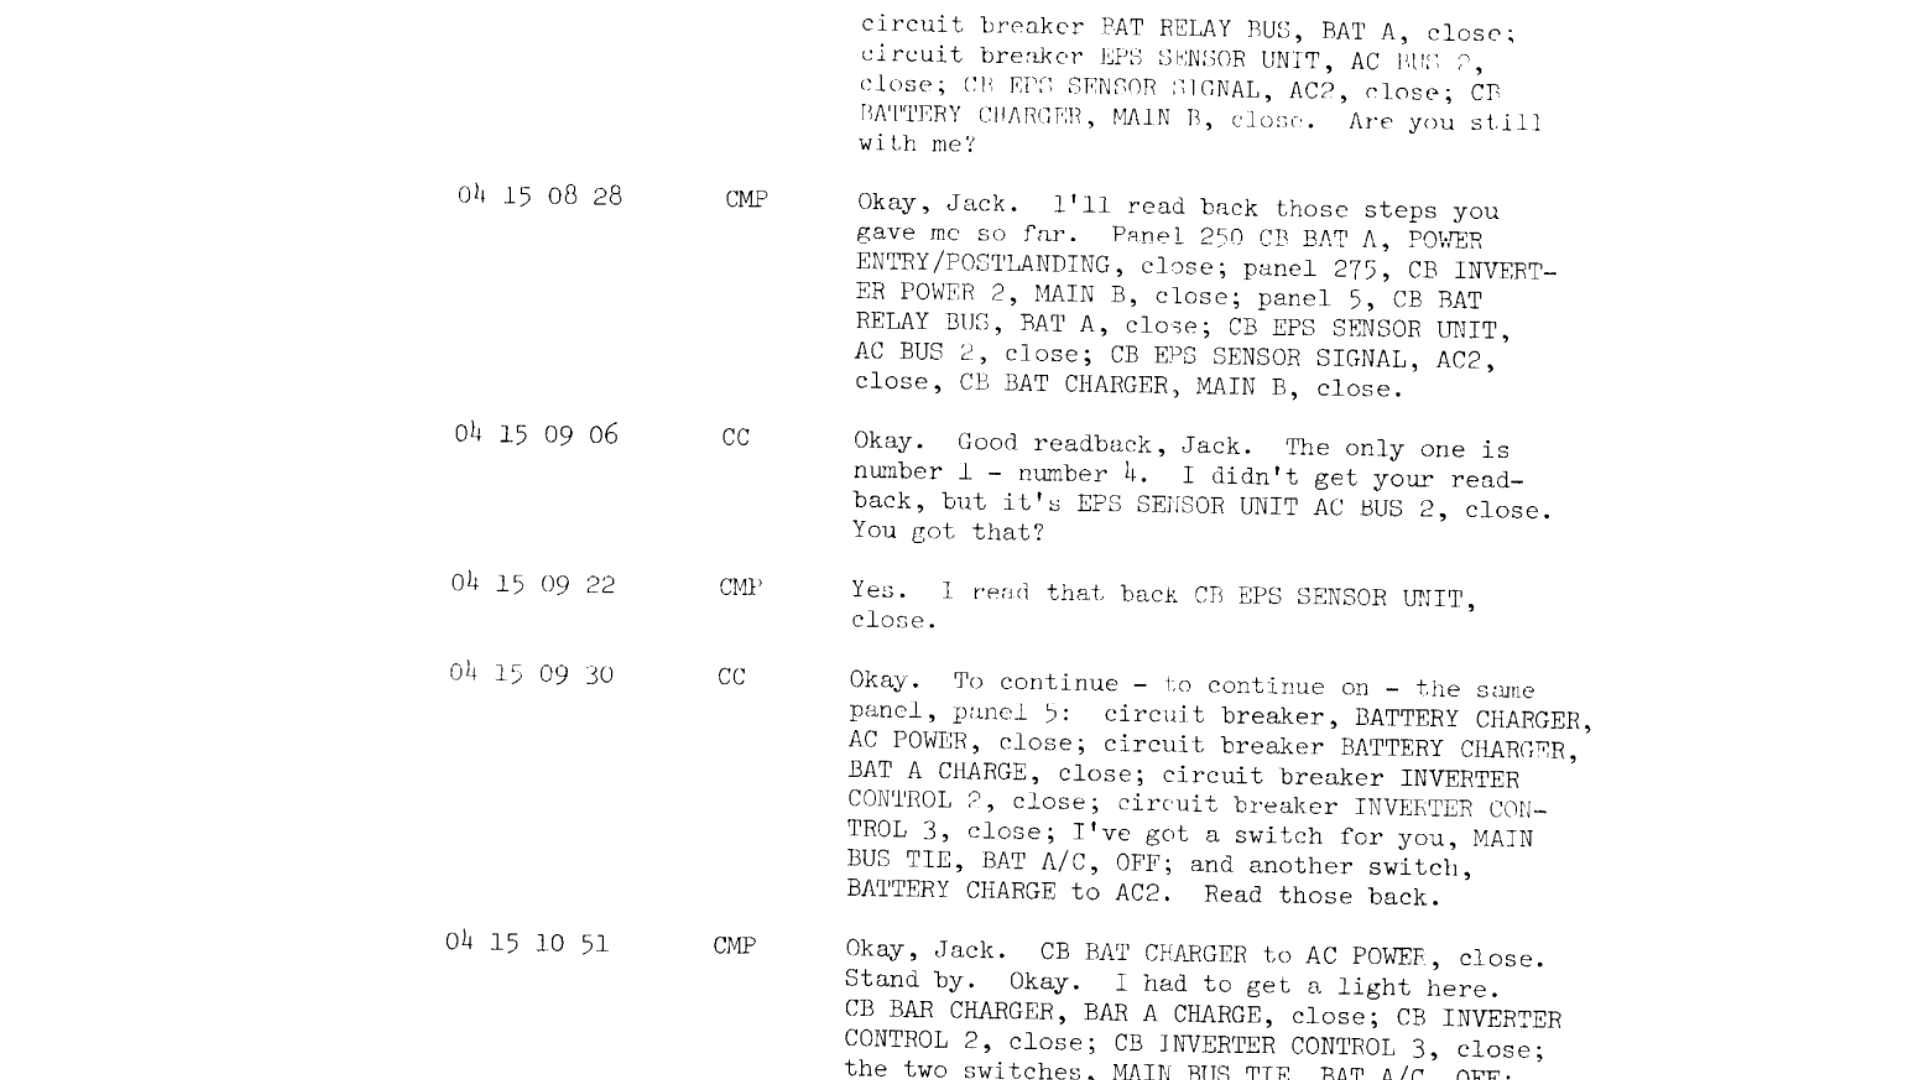 circuit breaker BAT RELAY BUS, BAT A, close;
circuit breaker EPS SENSOR UNIT, AC BUS 2,
close; CB EPS SENSOR SIGNAL, AC2, close; CB
BATTERY CHARGER, MAIN B, close. Are you still
with me?
04 15 08 28 CMP Okay, Jack. I'll read back those steps you
gave me so far. Panel 250 CB BAT A, POWER
ENTRY/POSTLANDING, close; panel 275, CB INVERT-
ER POWER 2, MAIN B, close; panel 5, CB BAT
RELAY BUS, BAT A, close; CB EPS SENSOR UNIT,
AC BUS 2, close; CB EPS SENSOR SIGNAL, AC2,
close, CB BAT CHARGER, MAIN B, close.
04 15 09 06 CC Okay. Good readback, Jack. The only one is
number 1 - number 4. I didn't get your read-
back, but it's EPS SENSOR UNIT AC BUS 2, close.
You got that?
04 15 09 22 CMP Yes. I read that back CB EPS SENSOR UNIT,
close.
04 15 09 30 CC Okay. To continue - to continue on - the same
panel, panel 5: circuit breaker, BATTERY CHARGER,
AC POWER, close; circuit breaker BATTERY CHARGER,
BAT A CHARGE, close; circuit breaker INVERTER
CONTROL 2, close; circuit breaker INVERTER CON-
TROL 3, close; I've got a switch for you, MAIN
BUS TIE, BAT A/C, OFF; and another switch,
BATTERY CHARGE to AC2. Read those back.
04 15 10 51 CMP Okay, Jack. CB BAT CHARGER to AC POWER, close.
Stand by. Okay. I had to get a light here.
CB BAR CHARGER, BAR A CHARGE, close; CB INVERTER
CONTROL 2, close; CB INVERTER CONTROL 3, close;
the two switches, MAIN BUS TIE, BAT A/C, OFF;